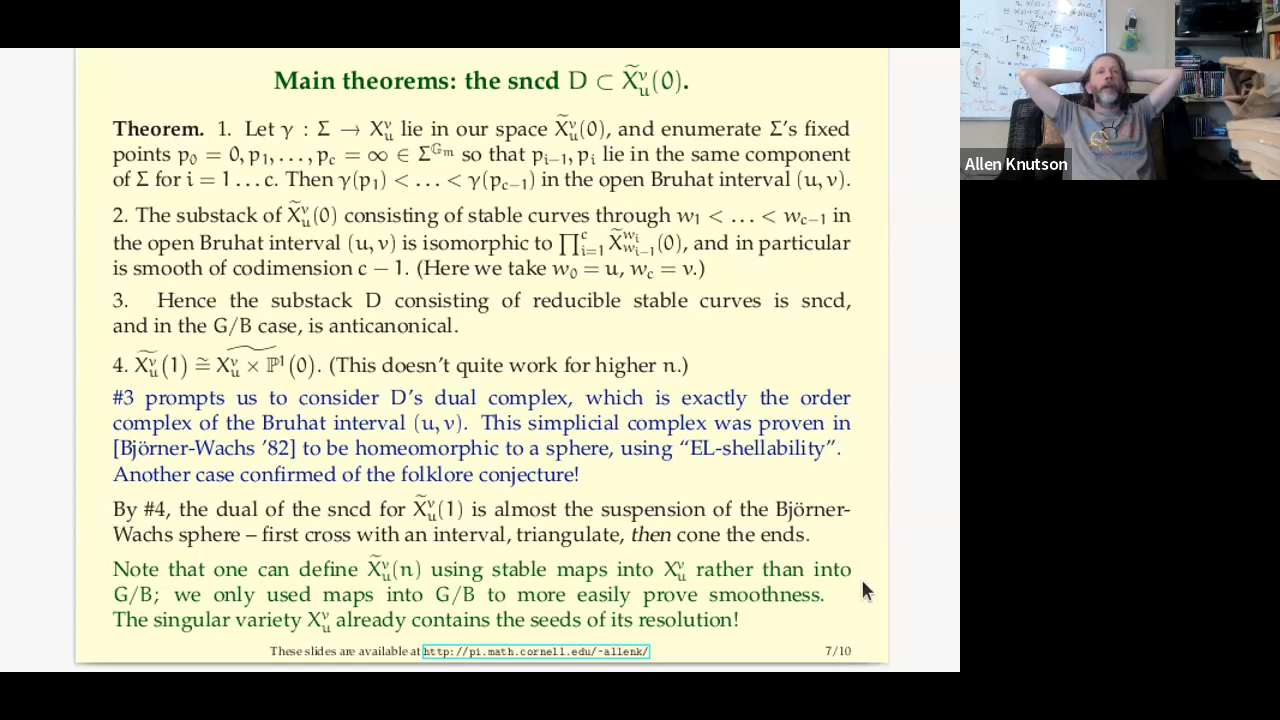 Main theorems: the sncd D ⊂ X̃ᵥᵤ(0).
Theorem. 1. Let γ : Σ → Xᵤᵛ lie in our space X̃ᵤᵛ(0), and enumerate Σ's fixed
points p₀ = 0, p₁, . . . , p_c = ∞ ∈ Σ^{𝔾ₘ} so that p_{i−1}, p_i lie in the same component
of Σ for i = 1 . . . c. Then γ(p₁) < . . . < γ(p_{c−1}) in the open Bruhat interval (u, v).
2. The substack of X̃ᵤᵛ(0) consisting of stable curves through w₁ < . . . < w_{c−1} in
the open Bruhat interval (u, v) is isomorphic to ∏_{i=1}^{c} X̃_{w_{i−1}}^{w_i}(0), and in particular
is smooth of codimension c − 1. (Here we take w₀ = u, w_c = v.)
3. Hence the substack D consisting of reducible stable curves is sncd,
and in the G/B case, is anticanonical.
4. X̃ᵤᵛ(1) ≅ \widetilde{Xᵤᵛ × ℙ¹}(0). (This doesn't quite work for higher n.)
#3 prompts us to consider D's dual complex, which is exactly the order
complex of the Bruhat interval (u, v). This simplicial complex was proven in
[Björner-Wachs '82] to be homeomorphic to a sphere, using "EL-shellability".
Another case confirmed of the folklore conjecture!
By #4, the dual of the sncd for X̃ᵤᵛ(1) is almost the suspension of the Björner-
Wachs sphere – first cross with an interval, triangulate, then cone the ends.
Note that one can define X̃ᵤᵛ(n) using stable maps into Xᵤᵛ rather than into
G/B; we only used maps into G/B to more easily prove smoothness.
The singular variety Xᵤᵛ already contains the seeds of its resolution!
These slides are available at http://pi.math.cornell.edu/~allenk/
7/10
Allen Knutson